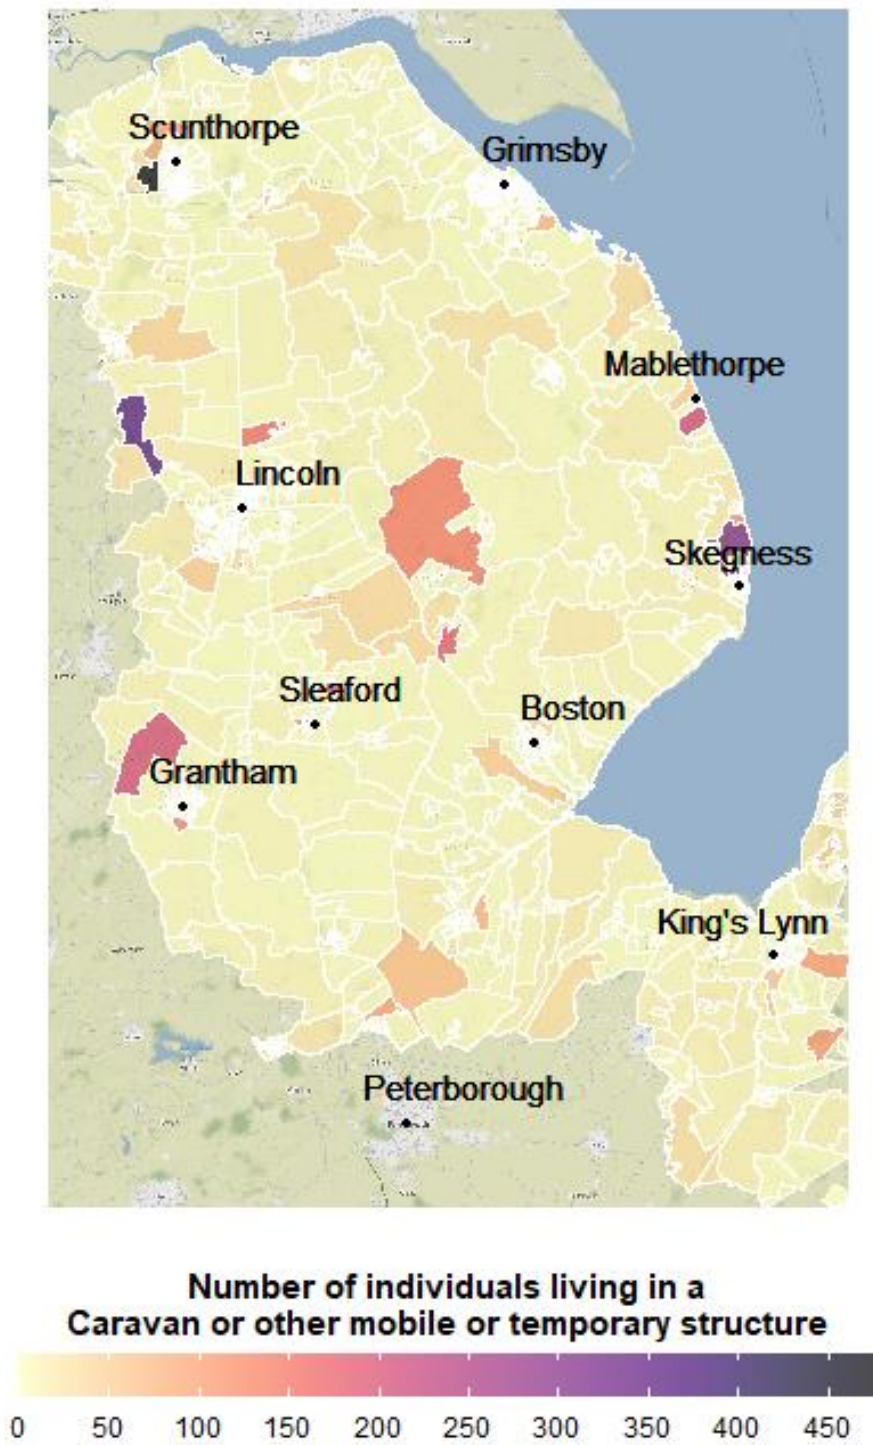 Scunthorpe
Grimsby
Mablethorpe
Lincoln
Skegness
Sleaford
Boston
Grantham
King's Lynn
Peterborough
Number of individuals living in a
Caravan or other mobile or temporary structure
0 50 100 150 200 250 300 350 400 450